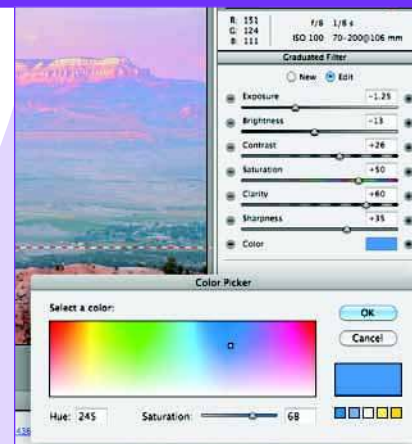 R: 151
G: 124
B: 111
f/8 1/8 s
ISO 100 70-200@106 mm
Graduated Filter
New Edit
Exposure -1.25
Brightness -13
Contrast +26
Saturation +50
Clarity +60
Sharpness +35
Color
Color Picker
Select a color:
OK
Cancel
Hue: 245 Saturation: 68
436